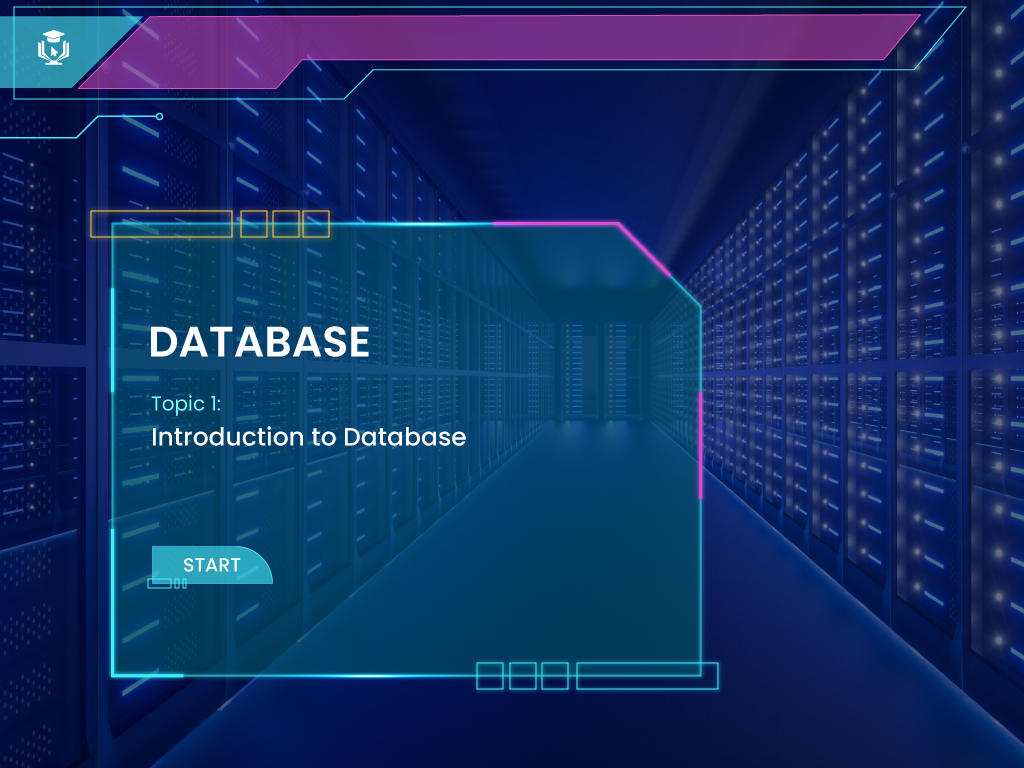 DATABASE
Topic 1:
Introduction to Database
START